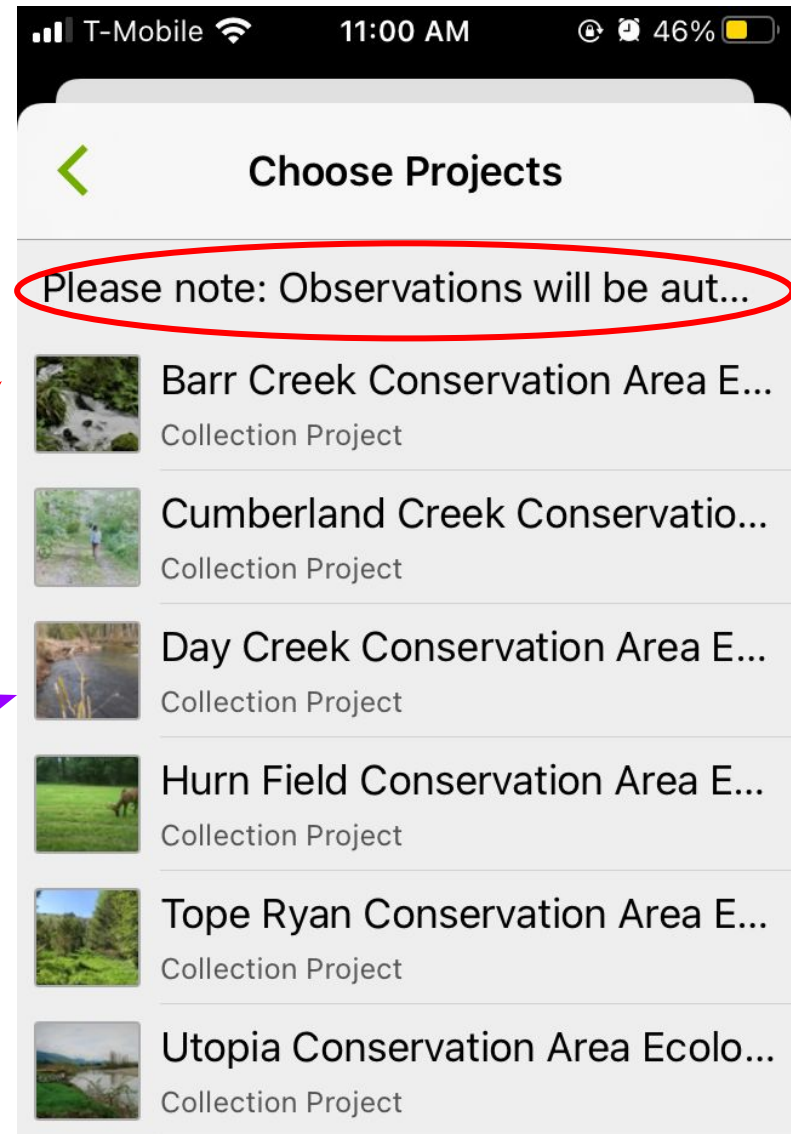 T-Mobile 11:00 AM 46%
Choose Projects
Please note: Observations will be aut...
Barr Creek Conservation Area E...
Collection Project
Cumberland Creek Conservatio...
Collection Project
Day Creek Conservation Area E...
Collection Project
Hurn Field Conservation Area E...
Collection Project
Tope Ryan Conservation Area E...
Collection Project
Utopia Conservation Area Ecolo...
Collection Project